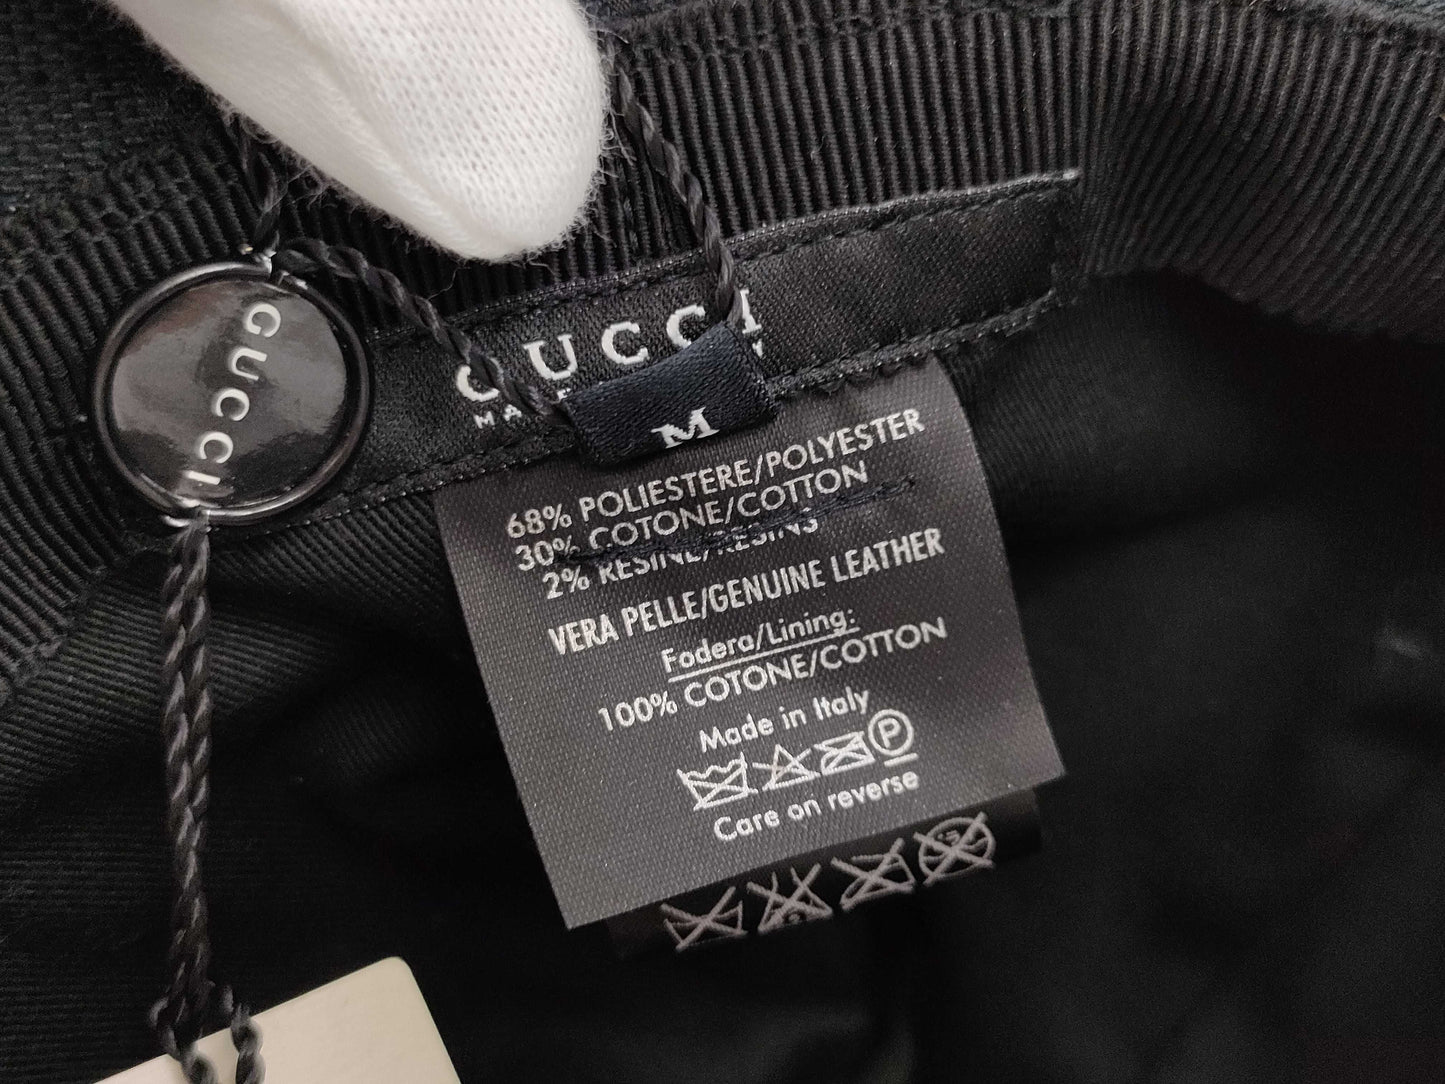 GUCCI
GUCCI
M
68% POLIESTERE/POLYESTER
30% COTONE/COTTON
2% RESINE/RESINS
VERA PELLE/GENUINE LEATHER
Fodera/Lining:
100% COTONE/COTTON
Made in Italy
P
Care on reverse